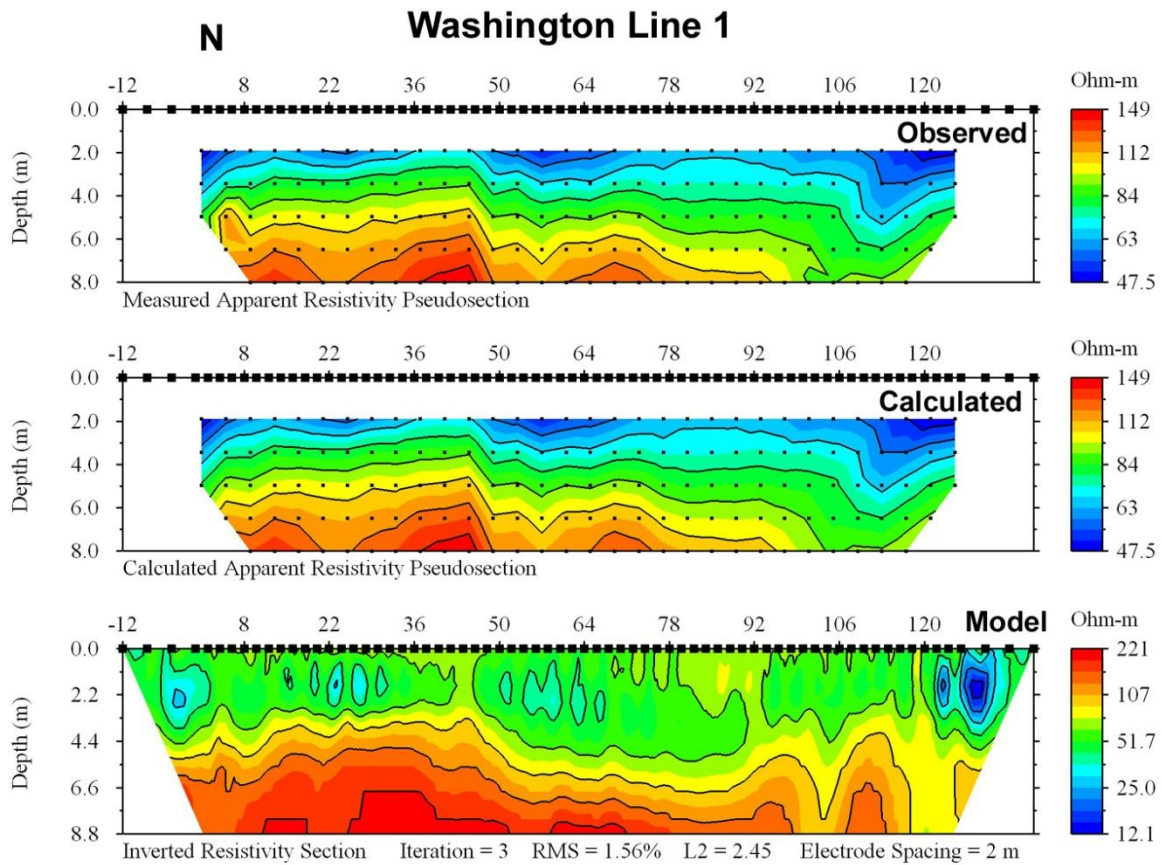 Washington Line 1
N
-12 8 22 36 50 64 78 92 106 120 Ohm-m
0.0 149
Observed
2.0 112
Depth (m) 4.0 84
6.0 63
8.0 47.5
Measured Apparent Resistivity Pseudosection
-12 8 22 36 50 64 78 92 106 120 Ohm-m
0.0 149
Calculated
2.0 112
Depth (m) 4.0 84
6.0 63
8.0 47.5
Calculated Apparent Resistivity Pseudosection
-12 8 22 36 50 64 78 92 106 120 Model Ohm-m
0.0 221
2.2 107
Depth (m) 4.4 51.7
6.6 25.0
8.8 12.1
Inverted Resistivity Section Iteration = 3 RMS = 1.56% L2 = 2.45 Electrode Spacing = 2 m